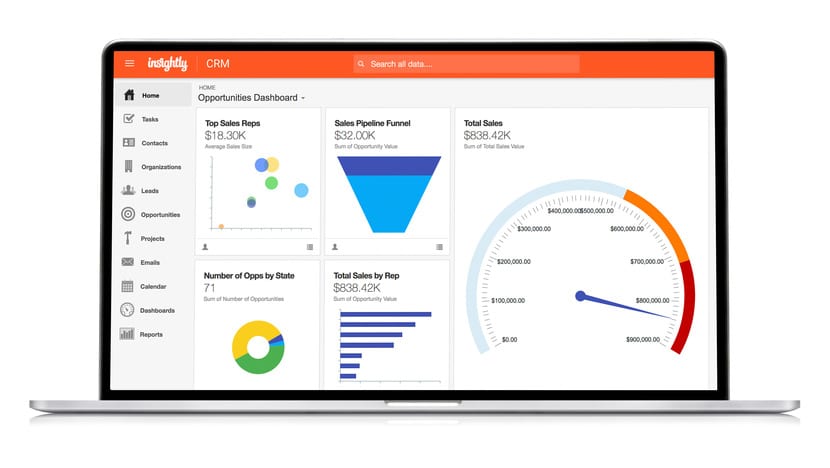 insightly CRM
Search all data....
Home
Tasks
Contacts
Organizations
Leads
Opportunities
Projects
Emails
Calendar
Dashboards
Reports
HOME
Opportunities Dashboard
Top Sales Reps
$18.30K
Average Sales Size
Sales Pipeline Funnel
$32.00K
Sum of Opportunity Value
Total Sales
$838.42K
Sum of Total Sales Value
$0.00
$100,000.00
$200,000.00
$300,000.00
$400,000.00
$500,000.00
$600,000.00
$700,000.00
$800,000.00
$900,000.00
Number of Opps by State
71
Sum of Number of Opportunities
Total Sales by Rep
$838.42K
Sum of Opportunity Value